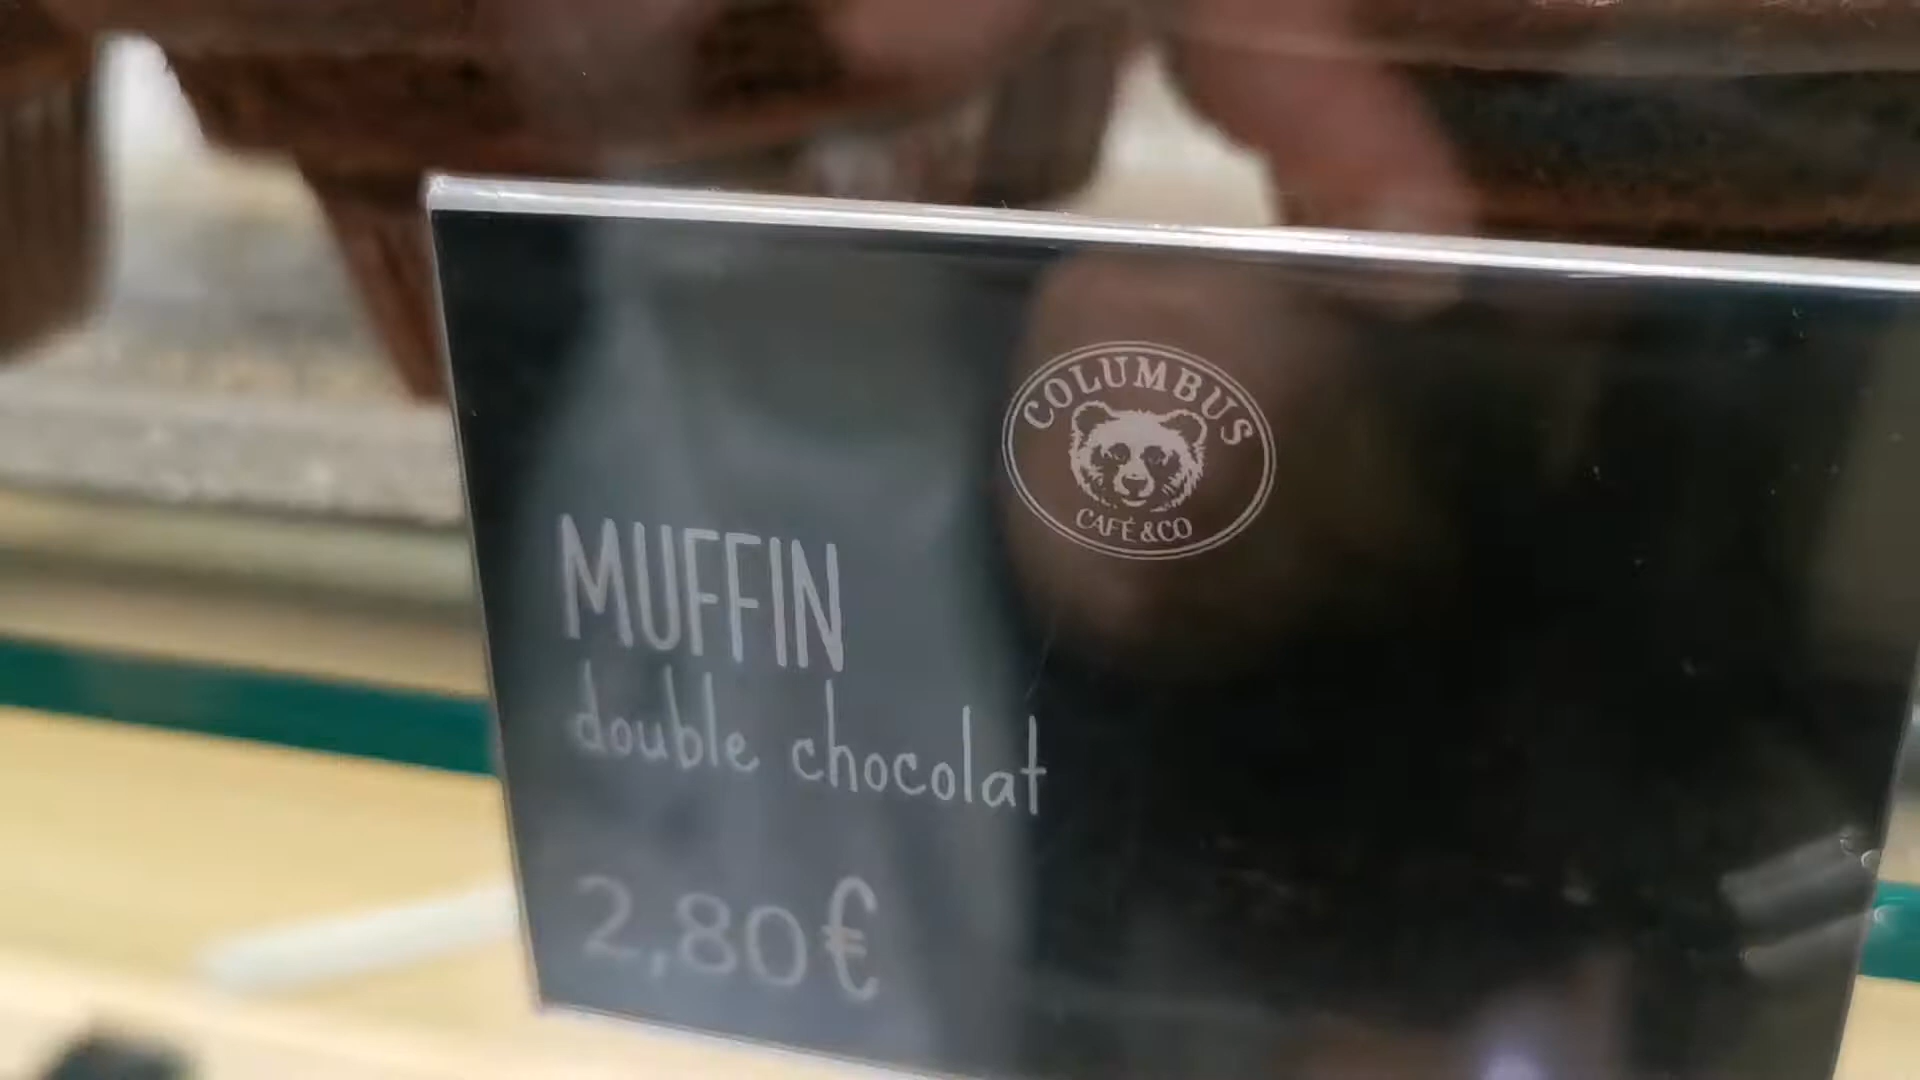 COLUMBUS
CAFÉ &CO
MUFFIN
double chocolat
2,80€